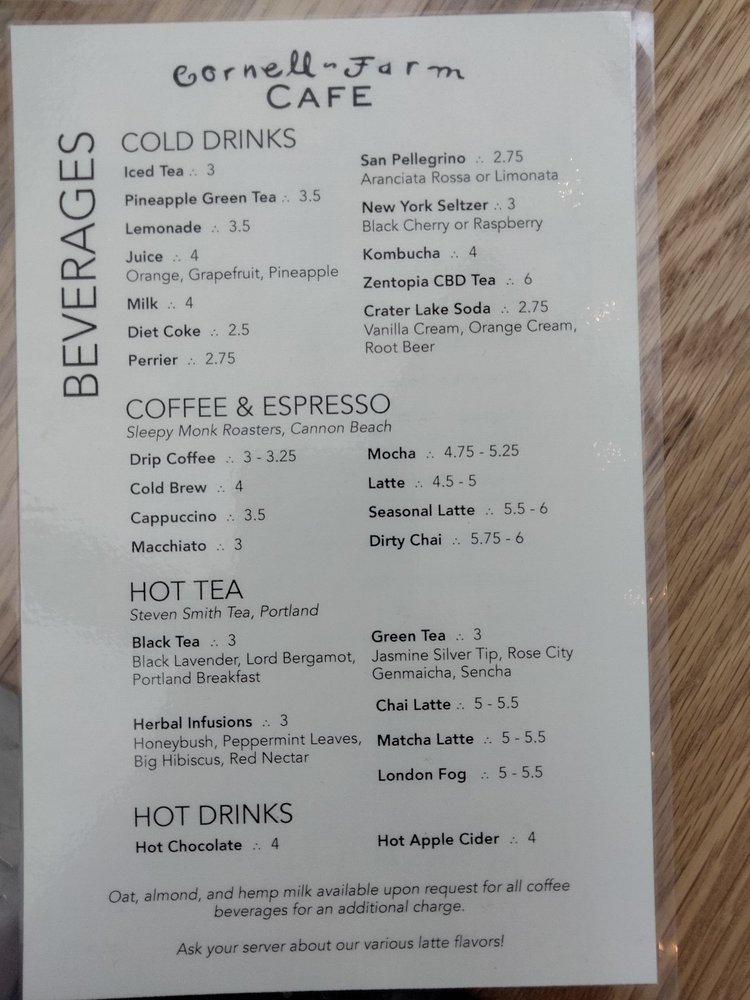 Cornell Farm
CAFE
BEVERAGES
COLD DRINKS
Iced Tea ∴ 3
Pineapple Green Tea ∴ 3.5
Lemonade ∴ 3.5
Juice ∴ 4
Orange, Grapefruit, Pineapple
Milk ∴ 4
Diet Coke ∴ 2.5
Perrier ∴ 2.75
San Pellegrino ∴ 2.75
Aranciata Rossa or Limonata
New York Seltzer ∴ 3
Black Cherry or Raspberry
Kombucha ∴ 4
Zentopia CBD Tea ∴ 6
Crater Lake Soda ∴ 2.75
Vanilla Cream, Orange Cream,
Root Beer
COFFEE & ESPRESSO
Sleepy Monk Roasters, Cannon Beach
Drip Coffee ∴ 3 - 3.25
Cold Brew ∴ 4
Cappuccino ∴ 3.5
Macchiato ∴ 3
Mocha ∴ 4.75 - 5.25
Latte ∴ 4.5 - 5
Seasonal Latte ∴ 5.5 - 6
Dirty Chai ∴ 5.75 - 6
HOT TEA
Steven Smith Tea, Portland
Black Tea ∴ 3
Black Lavender, Lord Bergamot,
Portland Breakfast
Herbal Infusions ∴ 3
Honeybush, Peppermint Leaves,
Big Hibiscus, Red Nectar
Green Tea ∴ 3
Jasmine Silver Tip, Rose City
Genmaicha, Sencha
Chai Latte ∴ 5 - 5.5
Matcha Latte ∴ 5 - 5.5
London Fog ∴ 5 - 5.5
HOT DRINKS
Hot Chocolate ∴ 4
Hot Apple Cider ∴ 4
Oat, almond, and hemp milk available upon request for all coffee
beverages for an additional charge.
Ask your server about our various latte flavors!